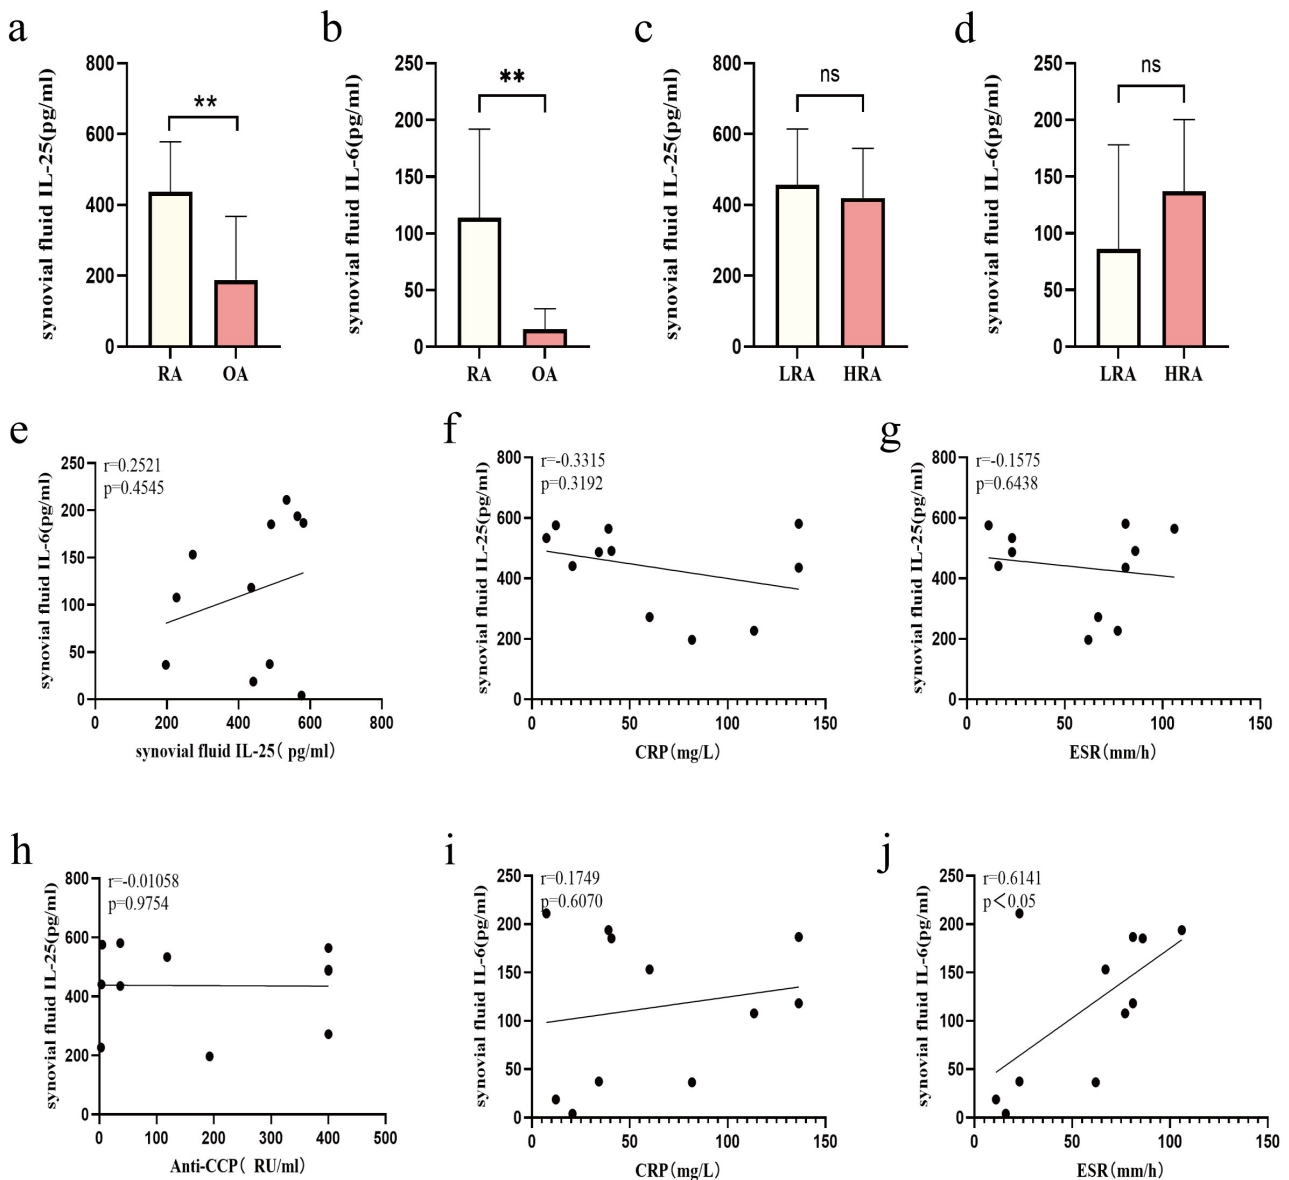 a
b
c
d
synovial fluid IL-25(pg/ml)
800
600
400
200
0
**
RA
OA
synovial fluid IL-6(pg/ml)
250
200
150
100
50
0
**
RA
OA
synovial fluid IL-25(pg/ml)
800
600
400
200
0
ns
LRA
HRA
synovial fluid IL-6(pg/ml)
250
200
150
100
50
0
ns
LRA
HRA
e
r=0.2521
p=0.4545
synovial fluid IL-6(pg/ml)
250
200
150
100
50
0
0
200
400
600
800
synovial fluid IL-25( pg/ml)
f
r=-0.3315
p=0.3192
synovial fluid IL-25(pg/ml)
800
600
400
200
0
0
50
100
150
CRP(mg/L)
g
r=-0.1575
p=0.6438
synovial fluid IL-25(pg/ml)
800
600
400
200
0
0
50
100
150
ESR(mm/h)
h
r=-0.01058
p=0.9754
synovial fluid IL-25(pg/ml)
800
600
400
200
0
0
100
200
300
400
500
Anti-CCP( RU/ml)
i
r=0.1749
p=0.6070
synovial fluid IL-6(pg/ml)
250
200
150
100
50
0
0
50
100
150
CRP(mg/L)
j
r=0.6141
p<0.05
synovial fluid IL-6(pg/ml)
250
200
150
100
50
0
0
50
100
150
ESR(mm/h)